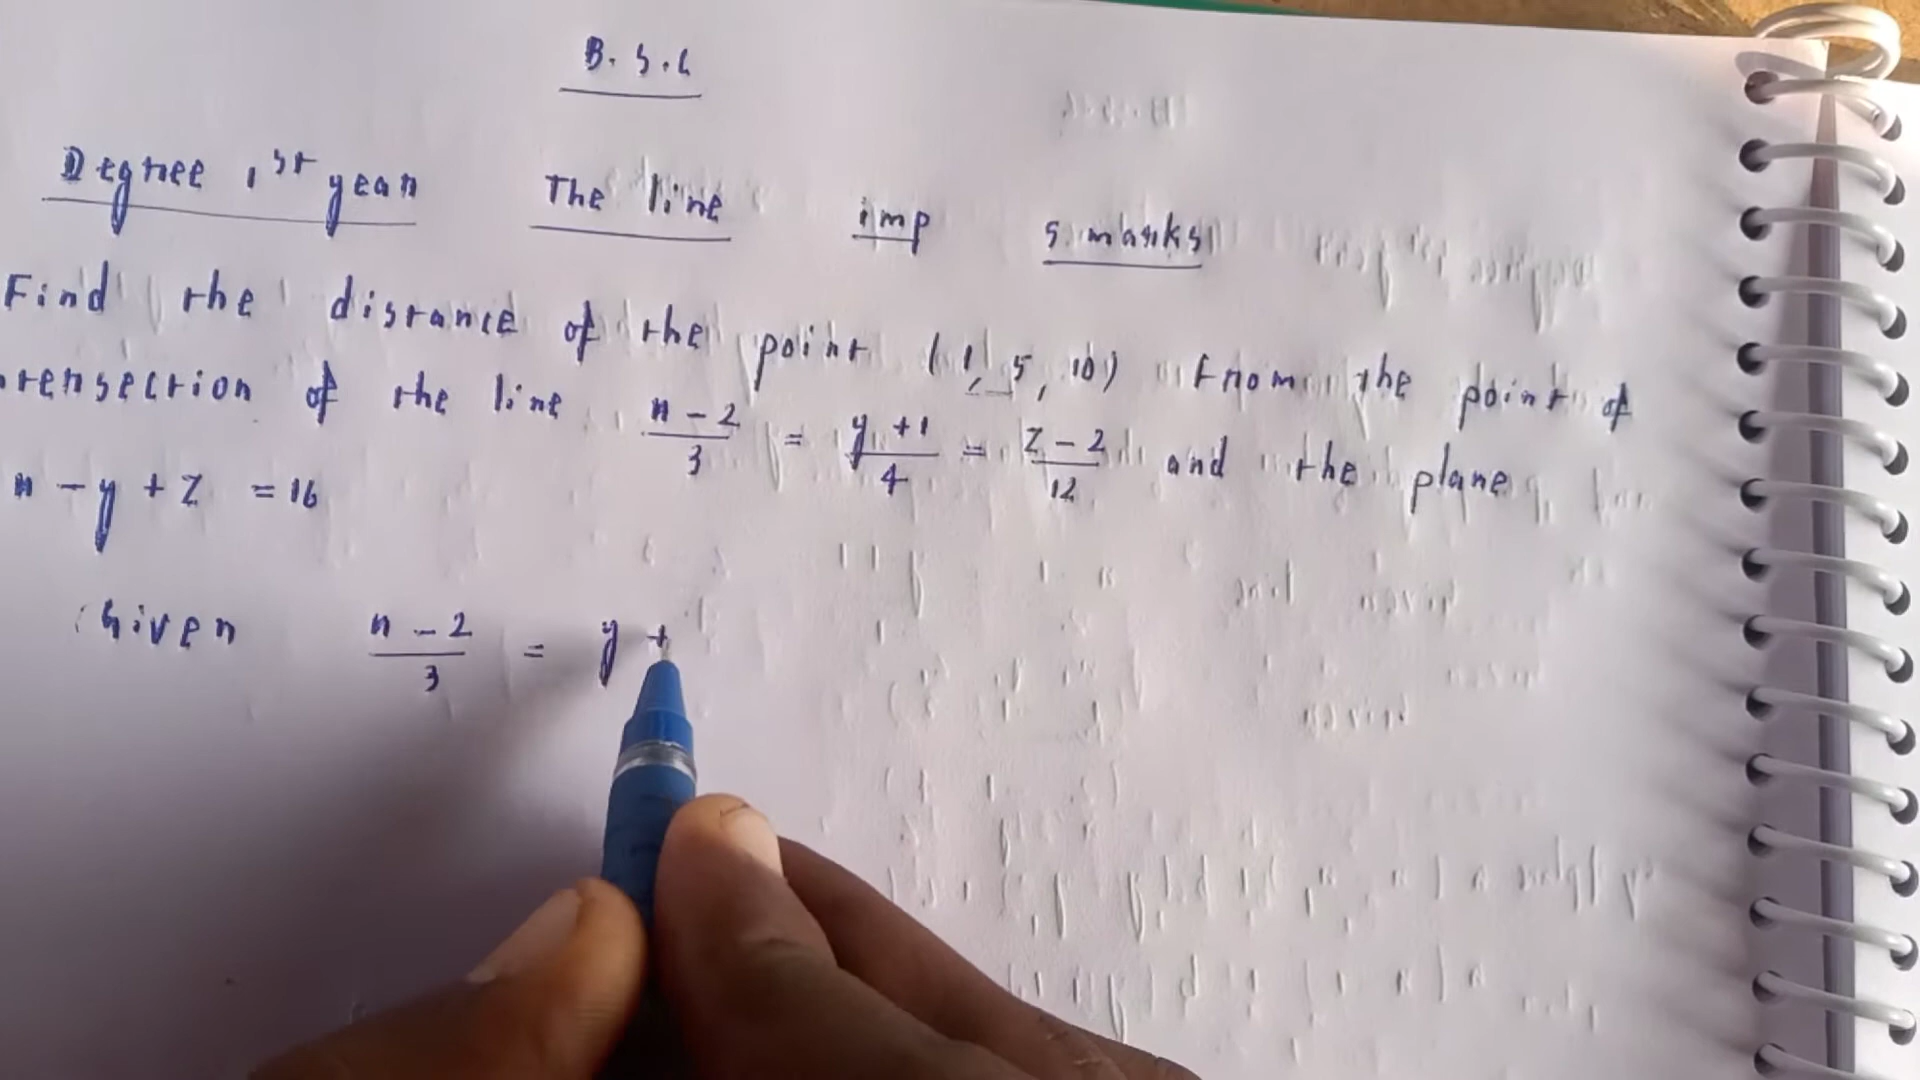 B.S.C
Degree 1st year The line imp 5 marks
Find the distance of the point (1, 5, 10) From the point of
tersection of the line x-2/3 = y+1/4 = z-2/12 and the plane
x - y + z = 16
Given x-2/3 = y +